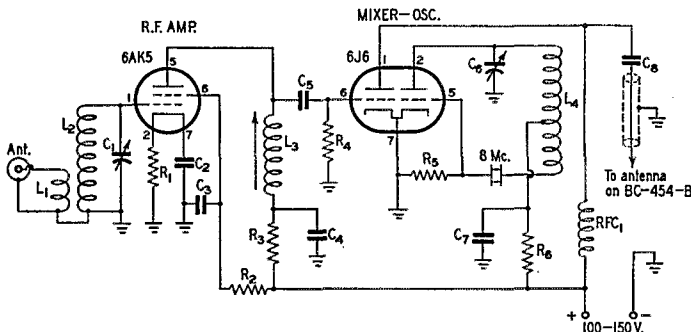 R.F. AMP.
MIXER-OSC.
6AK5
6J6
5
1
6
2
7
1
2
6
5
7
Ant.
L1
L2
C1
R1
C2
C3
R2
L3
R3
C4
C5
R4
R5
8 Mc.
C6
L4
C7
R6
C8
To antenna
on BC-454-B
RFC1
+
-
100-150 V.